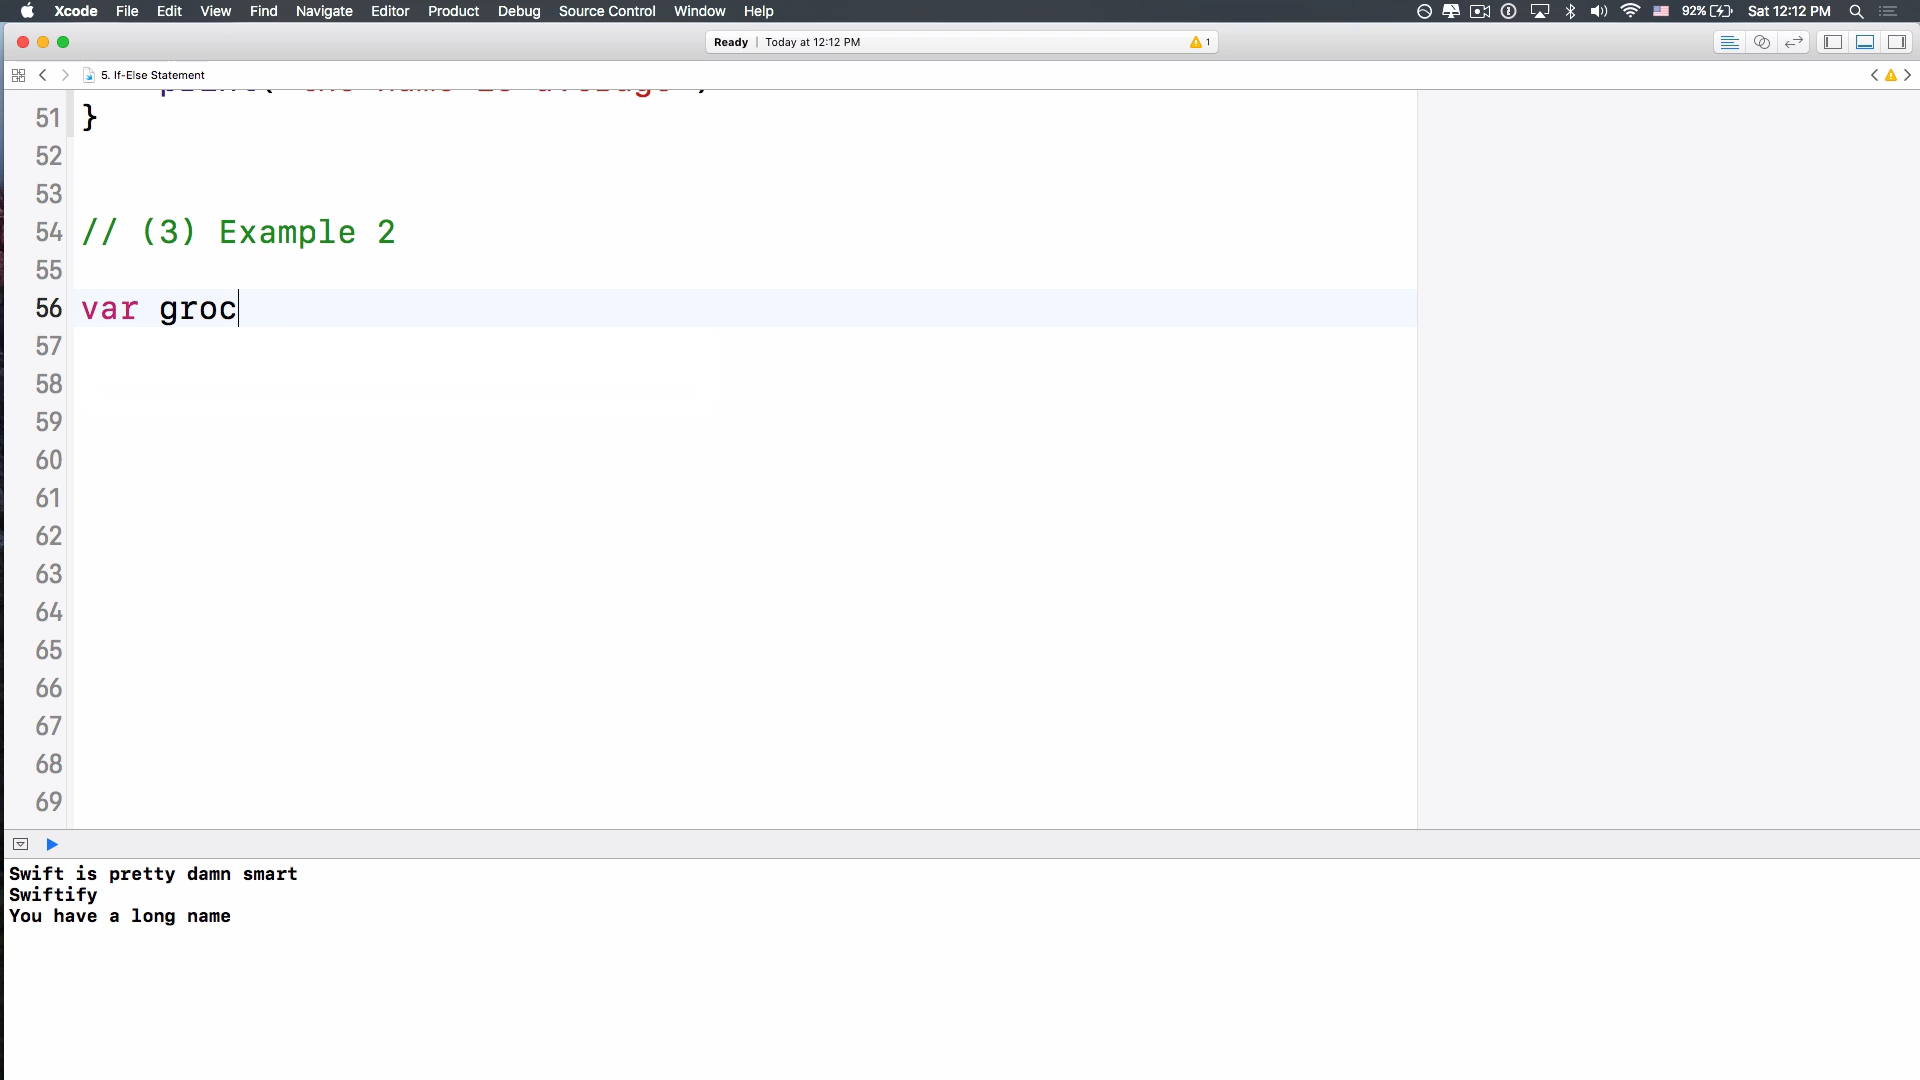 Xcode File Edit View Find Navigate Editor Product Debug Source Control Window Help 92% Sat 12:12 PM
Ready | Today at 12:12 PM 1
5. If-Else Statement
51 }
52
53
54 // (3) Example 2
55
56 var groc
57
58
59
60
61
62
63
64
65
66
67
68
69
Swift is pretty damn smart
Swiftify
You have a long name